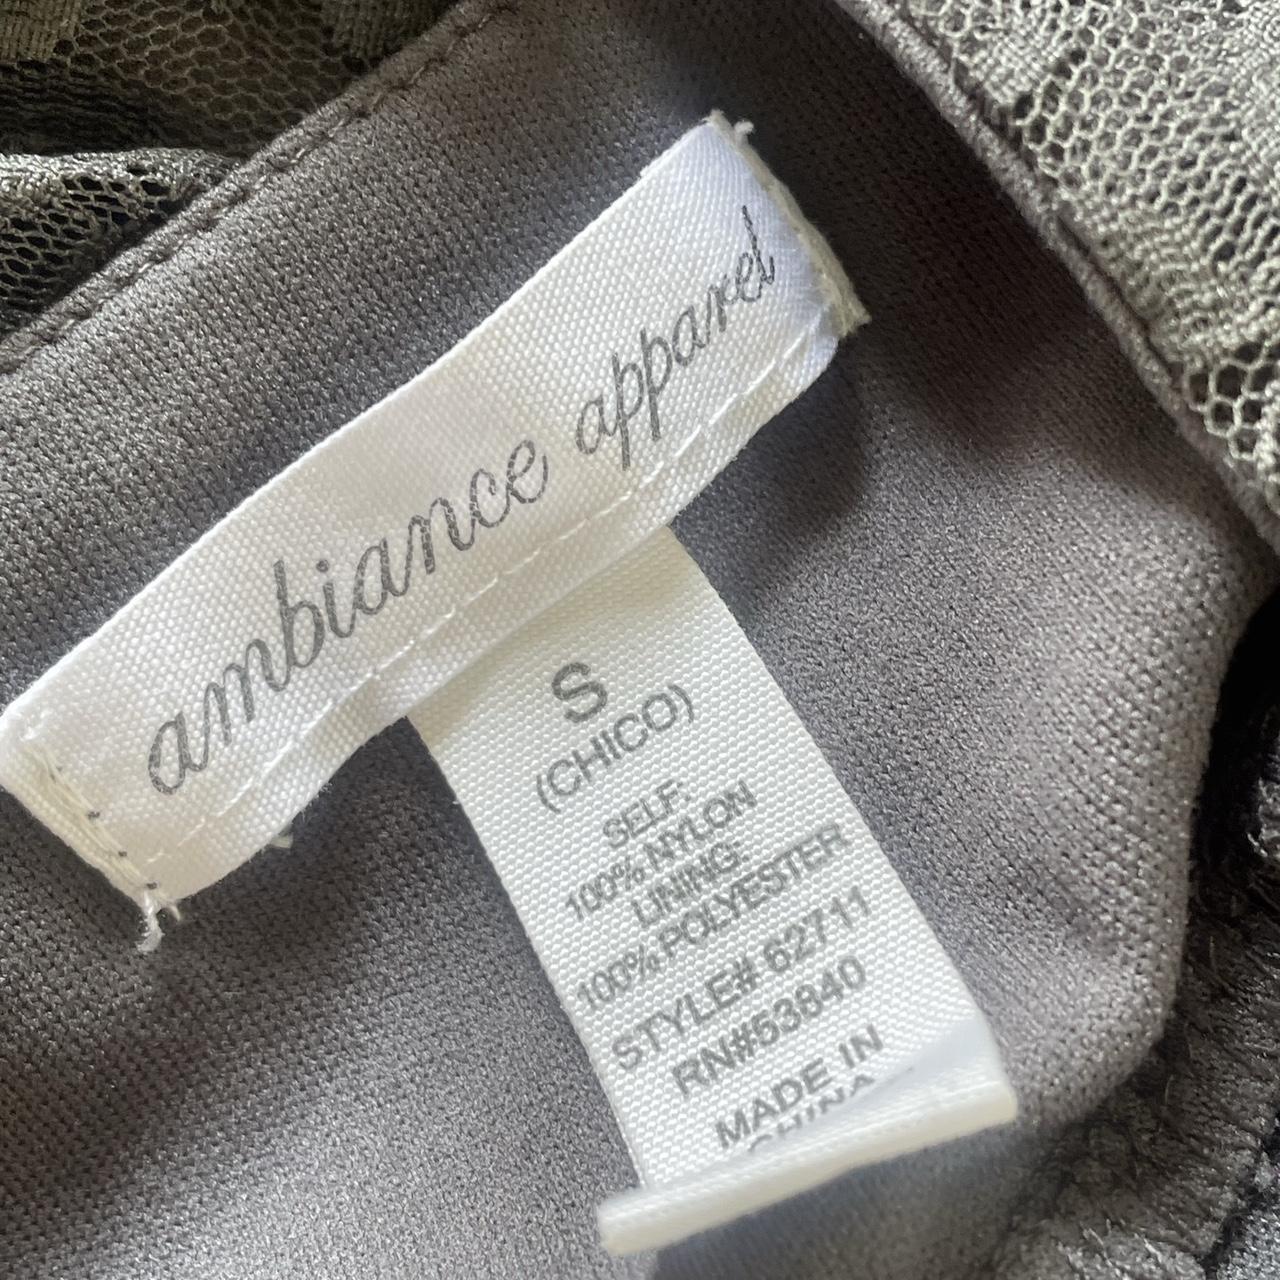 ambiance apparel
S
(CHICO)
SELF:
100% NYLON
LINING:
100% POLYESTER
STYLE# 62711
RN#53840
MADE IN
CHINA